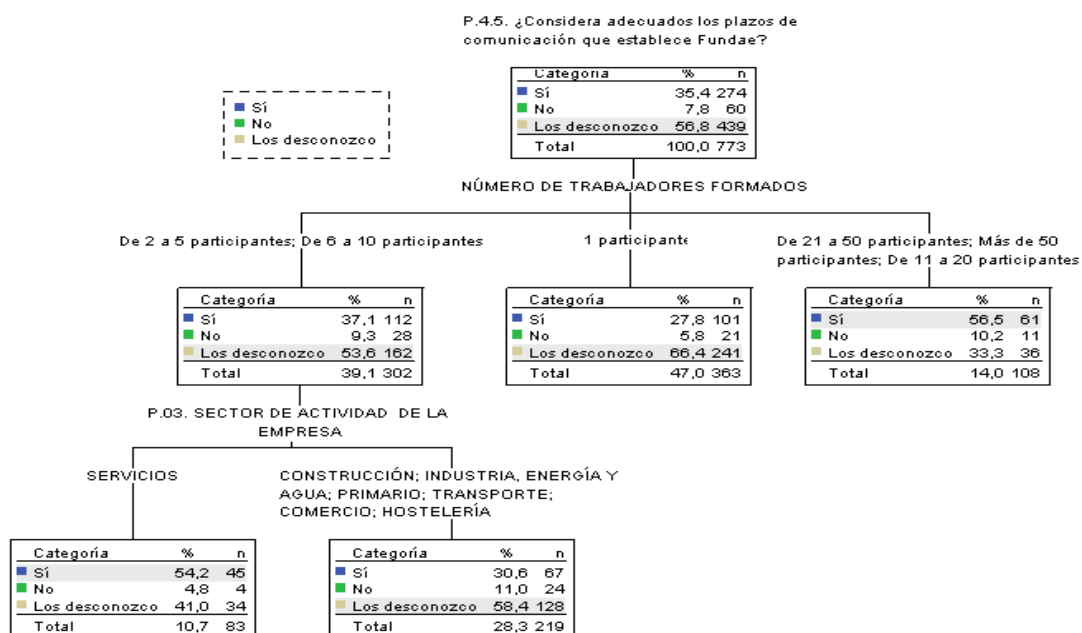 P.4.5. ¿Considera adecuados los plazos de
comunicación que establece Fundae?
Sí
No
Los desconozco
Categoría % n
Sí 35,4 274
No 7,8 60
Los desconozco 56,8 439
Total 100,0 773
NÚMERO DE TRABAJADORES FORMADOS
De 2 a 5 participantes; De 6 a 10 participantes
1 participante
De 21 a 50 participantes; Más de 50
participantes; De 11 a 20 participantes
Categoría % n
Sí 37,1 112
No 9,3 28
Los desconozco 53,6 162
Total 39,1 302
Categoría % n
Sí 27,8 101
No 5,8 21
Los desconozco 66,4 241
Total 47,0 363
Categoría % n
Sí 56,5 61
No 10,2 11
Los desconozco 33,3 36
Total 14,0 108
P.03. SECTOR DE ACTIVIDAD DE LA
EMPRESA
SERVICIOS
CONSTRUCCIÓN; INDUSTRIA, ENERGÍA Y
AGUA; PRIMARIO; TRANSPORTE;
COMERCIO; HOSTELERÍA
Categoría % n
Sí 54,2 45
No 4,8 4
Los desconozco 41,0 34
Total 10,7 83
Categoría % n
Sí 30,6 67
No 11,0 24
Los desconozco 58,4 128
Total 28,3 219